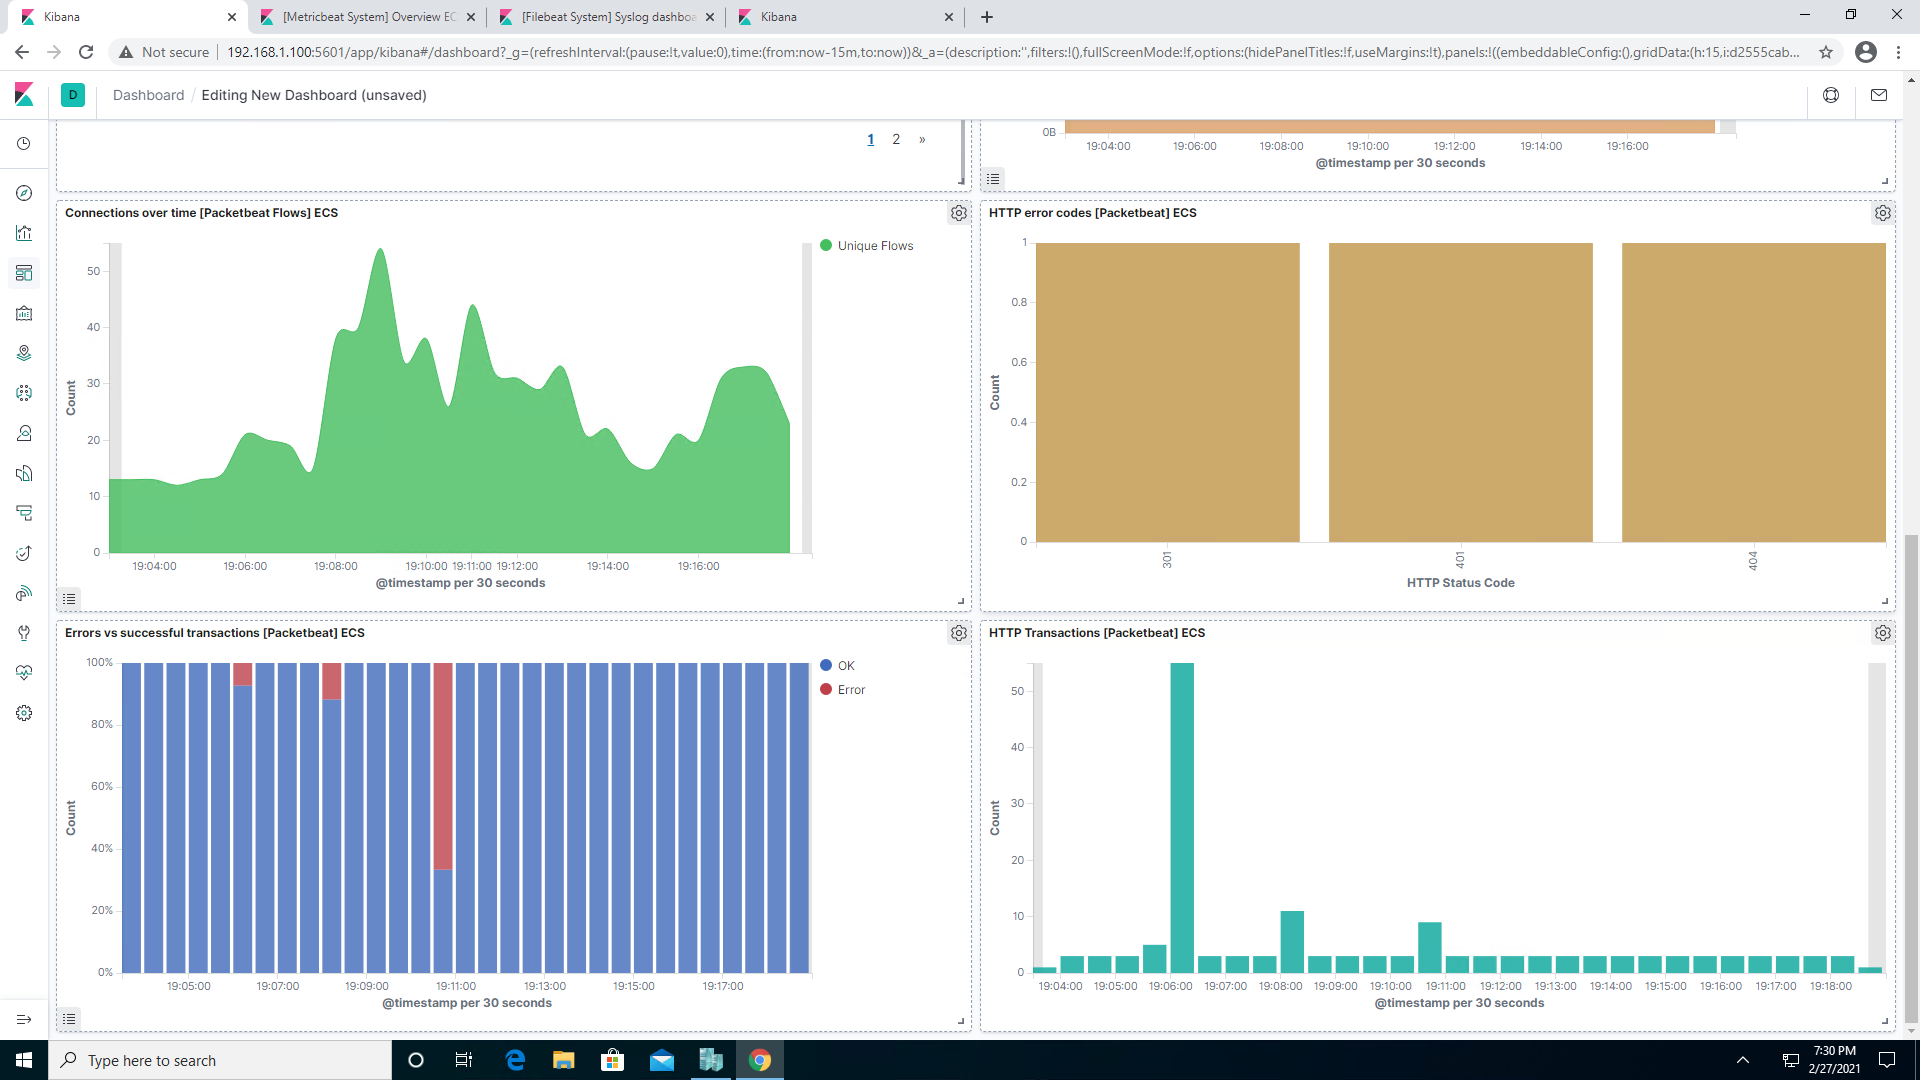 Kibana
[Metricbeat System] Overview EC
[Filebeat System] Syslog dashboa
Kibana
Not secure
192.168.1.100:5601/app/kibana#/dashboard?_g=(refreshInterval:(pause:!t,value:0),time:(from:now-15m,to:now))&_a=(description:'',filters:!(),fullScreenMode:!f,options:(hidePanelTitles:!f,useMargins:!t),panels:!((embeddableConfig:(),gridData:(h:15,i:d2555cab...
D
Dashboard / Editing New Dashboard (unsaved)
1 2 »
0B
19:04:00 19:06:00 19:08:00 19:10:00 19:12:00 19:14:00 19:16:00
@timestamp per 30 seconds
Connections over time [Packetbeat Flows] ECS
Unique Flows
50
40
30
20
10
0
Count
19:04:00 19:06:00 19:08:00 19:10:00 19:11:00 19:12:00 19:14:00 19:16:00
@timestamp per 30 seconds
HTTP error codes [Packetbeat] ECS
1
0.8
0.6
0.4
0.2
0
Count
301 401 404
HTTP Status Code
Errors vs successful transactions [Packetbeat] ECS
OK
Error
100%
80%
60%
40%
20%
0%
Count
19:05:00 19:07:00 19:09:00 19:11:00 19:13:00 19:15:00 19:17:00
@timestamp per 30 seconds
HTTP Transactions [Packetbeat] ECS
50
40
30
20
10
0
Count
19:04:00 19:05:00 19:06:00 19:07:00 19:08:00 19:09:00 19:10:00 19:11:00 19:12:00 19:13:00 19:14:00 19:15:00 19:16:00 19:17:00 19:18:00
@timestamp per 30 seconds
Type here to search
7:30 PM
2/27/2021